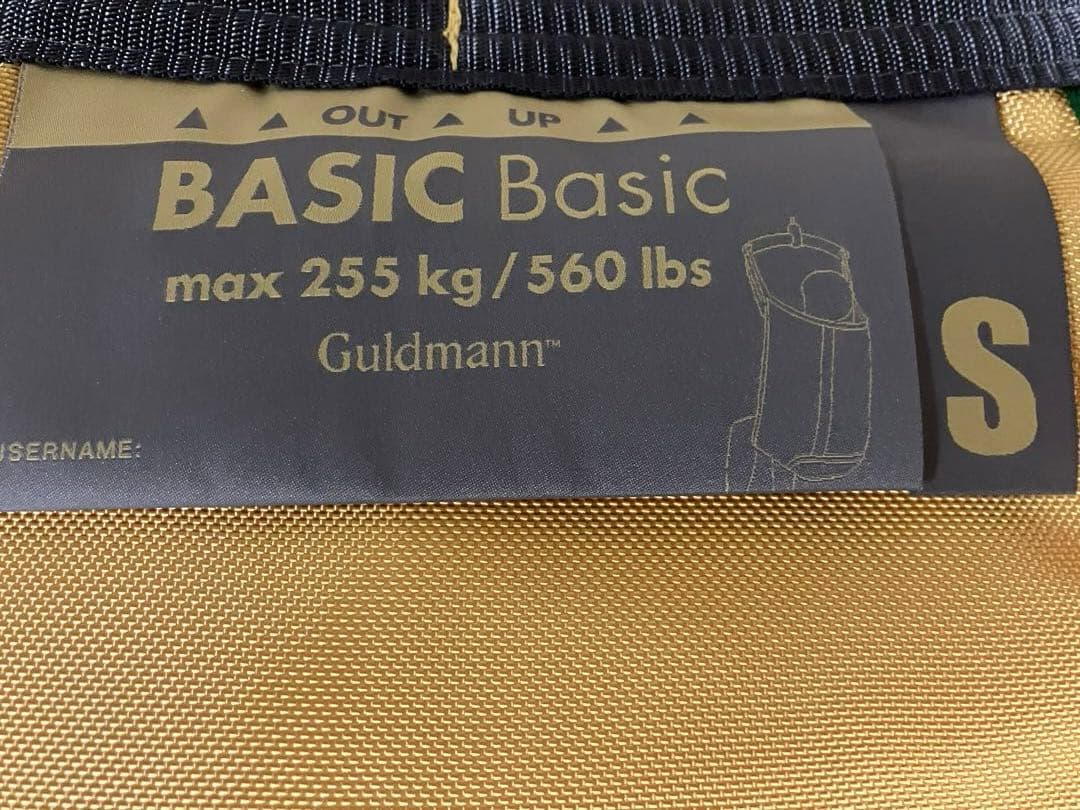 OUT UP
BASIC Basic
max 255 kg/560 lbs
Guldmann™
USERNAME:
S